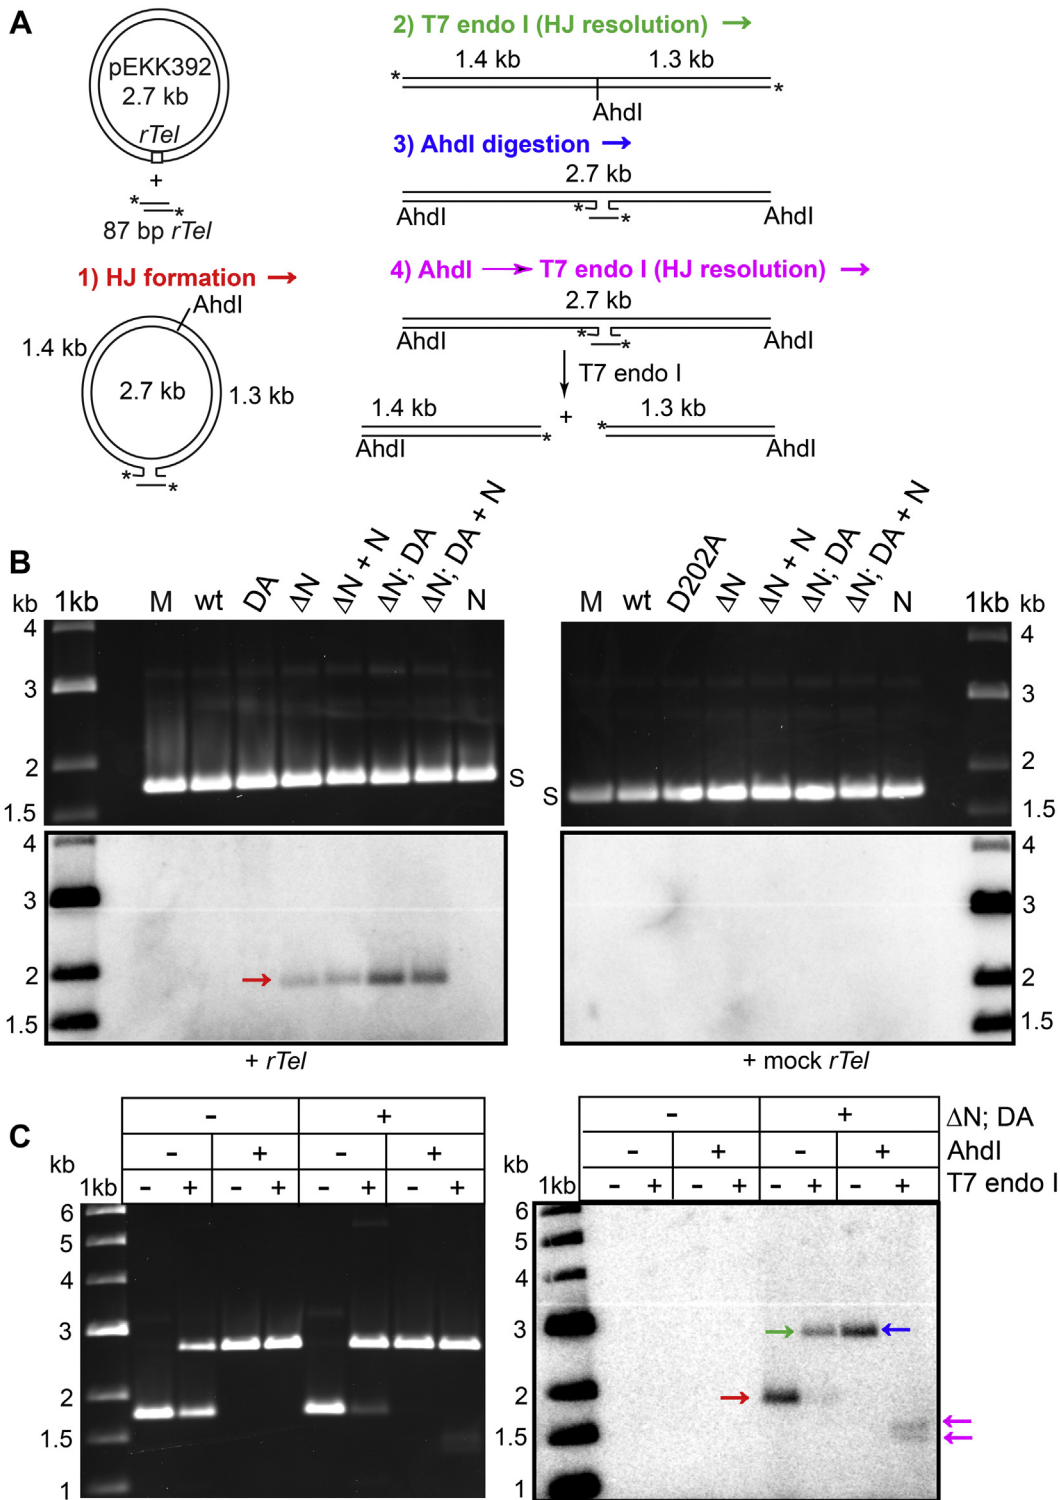 A
pEKK392
2.7 kb
rTel
+
* *
87 bp rTel
1) HJ formation →
AhdI
1.4 kb
2.7 kb
1.3 kb
* *
2) T7 endo I (HJ resolution) →
1.4 kb 1.3 kb
* *
AhdI
3) AhdI digestion →
2.7 kb
AhdI * * AhdI
4) AhdI → T7 endo I (HJ resolution) →
2.7 kb
AhdI * * AhdI
T7 endo I
1.4 kb + 1.3 kb
* *
AhdI AhdI
B
kb 1kb M wt DA ΔN ΔN + N ΔN; DA ΔN; DA + N N
4
3
2
1.5
S
4
3
2
1.5
+ rTel
M wt D202A ΔN ΔN + N ΔN; DA ΔN; DA + N N 1kb kb
4
3
2
1.5
S
4
3
2
1.5
+ mock rTel
C
- +
- + - +
kb
1kb - + - + - + - +
6
5
4
3
2
1.5
1
- + ΔN; DA
- + - + AhdI
kb
1kb - + - + - + - + T7 endo I
6
5
4
3
2
1.5
1